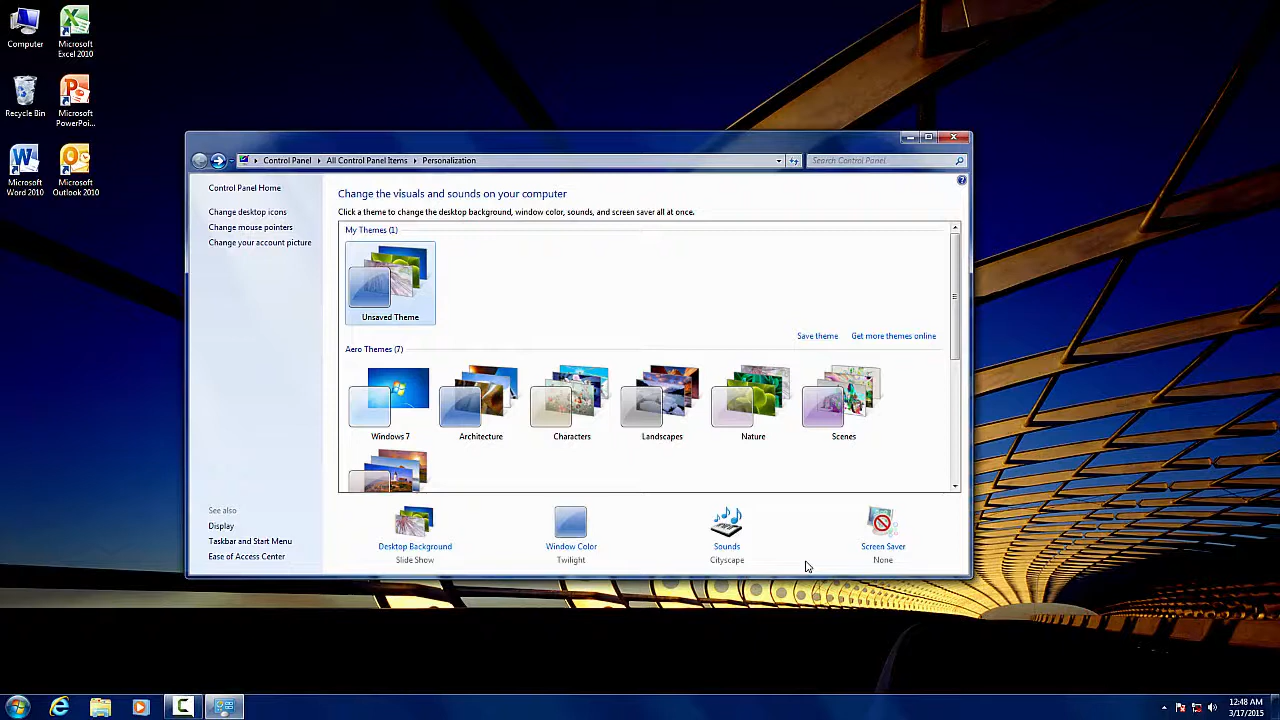 Computer
Microsoft Excel 2010
Recycle Bin
Microsoft PowerPoi...
Microsoft Word 2010
Microsoft Outlook 2010
Control Panel
All Control Panel Items
Personalization
Search Control Panel
Control Panel Home
Change desktop icons
Change mouse pointers
Change your account picture
See also
Display
Taskbar and Start Menu
Ease of Access Center
Change the visuals and sounds on your computer
Click a theme to change the desktop background, window color, sounds, and screen saver all at once.
My Themes (1)
Unsaved Theme
Save theme
Get more themes online
Aero Themes (7)
Windows 7
Architecture
Characters
Landscapes
Nature
Scenes
Desktop Background
Slide Show
Window Color
Twilight
Sounds
Cityscape
Screen Saver
None
12:48 AM
3/17/2015